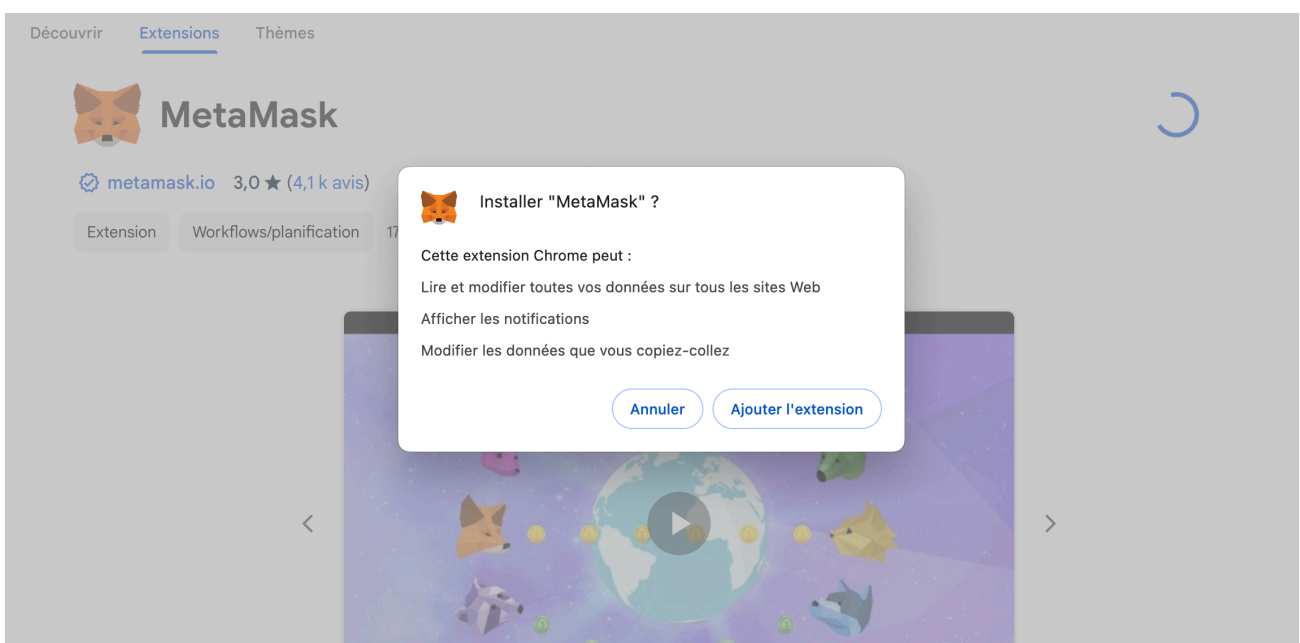 Découvrir Extensions Thèmes
MetaMask
metamask.io 3,0 ★ (4,1 k avis)
Extension Workflows/planification 17
Installer "MetaMask" ?
Cette extension Chrome peut :
Lire et modifier toutes vos données sur tous les sites Web
Afficher les notifications
Modifier les données que vous copiez-collez
Annuler Ajouter l'extension